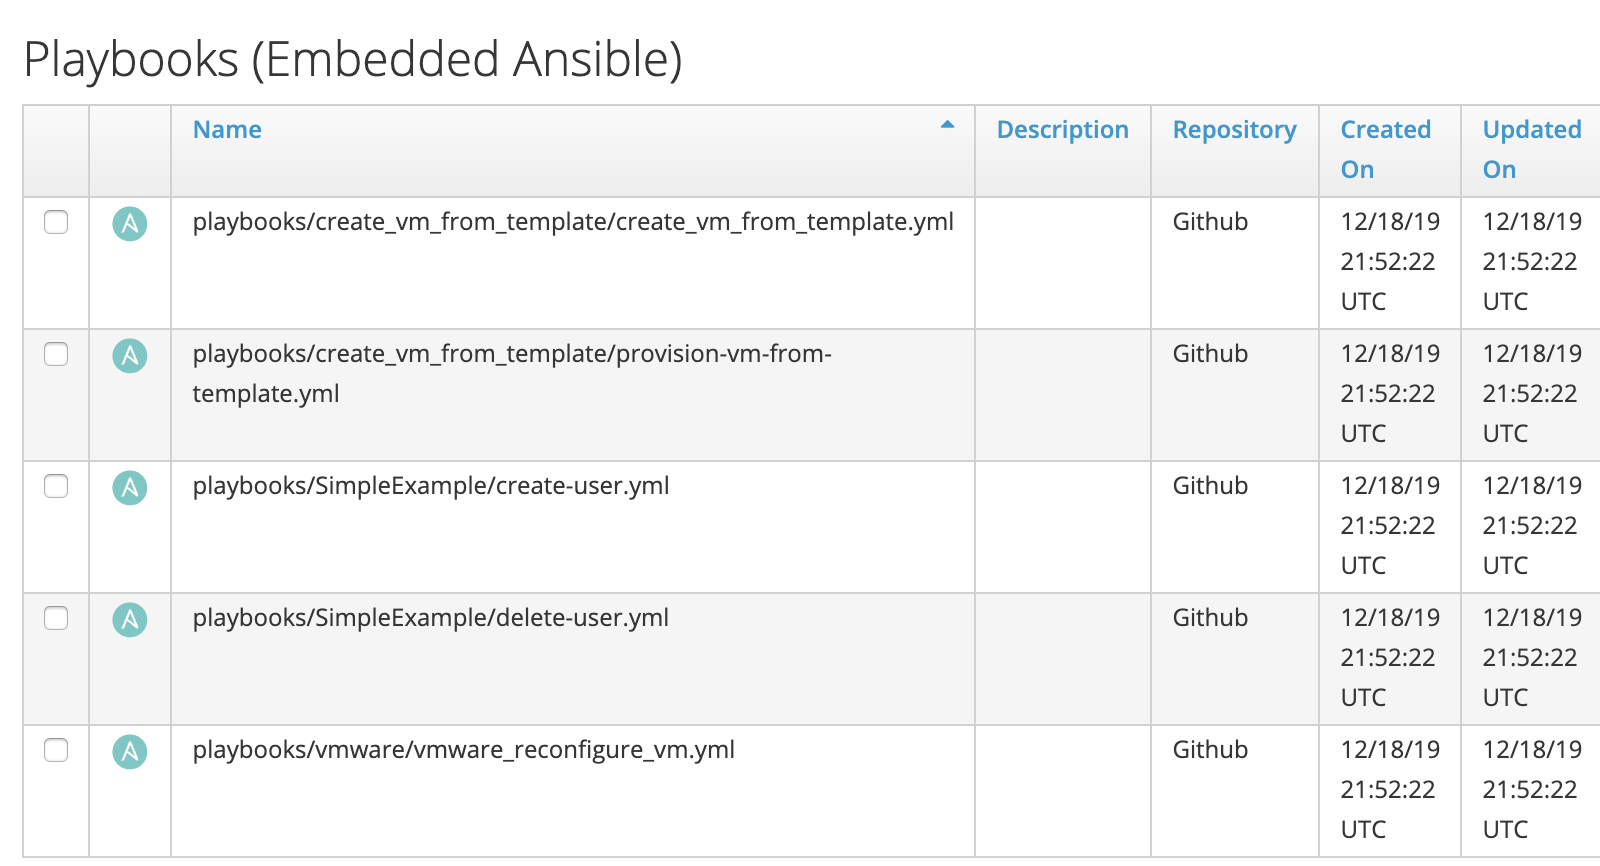 Playbooks (Embedded Ansible)
Name Description Repository Created On Updated On
playbooks/create_vm_from_template/create_vm_from_template.yml Github 12/18/19 21:52:22 UTC 12/18/19 21:52:22 UTC
playbooks/create_vm_from_template/provision-vm-from-
template.yml Github 12/18/19 21:52:22 UTC 12/18/19 21:52:22 UTC
playbooks/SimpleExample/create-user.yml Github 12/18/19 21:52:22 UTC 12/18/19 21:52:22 UTC
playbooks/SimpleExample/delete-user.yml Github 12/18/19 21:52:22 UTC 12/18/19 21:52:22 UTC
playbooks/vmware/vmware_reconfigure_vm.yml Github 12/18/19 21:52:22 UTC 12/18/19 21:52:22 UTC